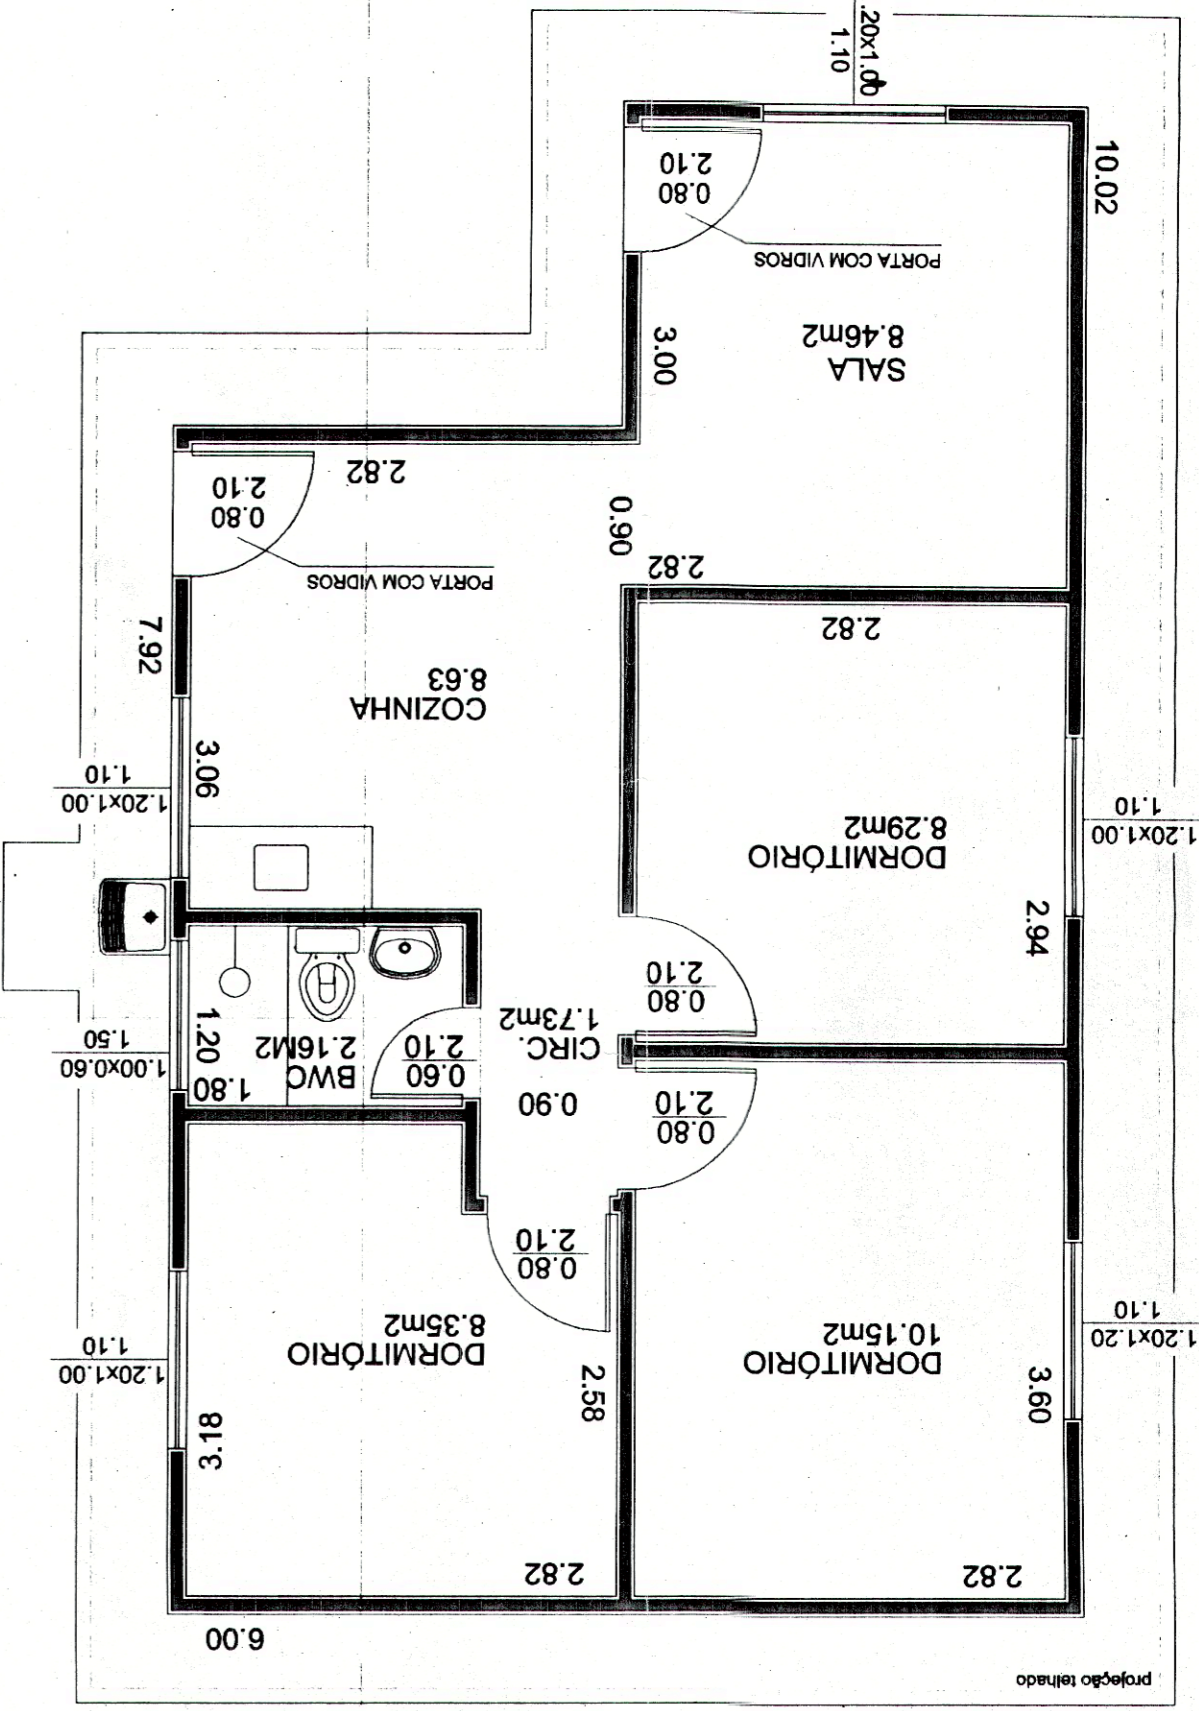 projeção telhado
6.00
2.82
2.82
3.60
DORMITÓRIO
10.15m2
1.20x1.20
1.10
2.58
3.18
DORMITÓRIO
8.35m2
1.20x1.00
1.10
0.80
2.10
0.80
2.10
0.90
CIRC.
1.73m2
0.60
2.10
BWC
2.16M2
1.80
1.20
1.00x0.60
1.50
0.80
2.10
2.94
DORMITÓRIO
8.29m2
1.20x1.00
1.10
2.82
3.06
1.20x1.00
1.10
COZINHA
8.63
7.92
PORTA COM VIDROS
0.80
2.10
2.82
0.90
2.82
SALA
8.46m2
3.00
PORTA COM VIDROS
0.80
2.10
10.02
.20x1.00
1.10